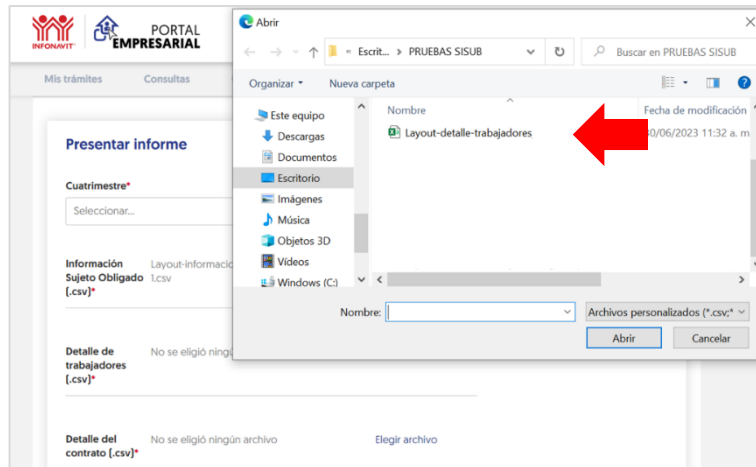 INFONAVIT
PORTAL
EMPRESARIAL
Mis trámites Consultas
Presentar informe
Cuatrimestre*
Seleccionar...
Información Layout-informacio
Sujeto Obligado 1.csv
[.csv]*
Detalle de No se eligió ningú
trabajadores
[.csv]*
Detalle del No se eligió ningún archivo Elegir archivo
contrato [.csv]*
Abrir
« Escrit... > PRUEBAS SISUB
Buscar en PRUEBAS SISUB
Organizar Nueva carpeta
Este equipo
Descargas
Documentos
Escritorio
Imágenes
Música
Objetos 3D
Vídeos
Windows (C:)
Nombre Fecha de modificación
Layout-detalle-trabajadores 30/06/2023 11:32 a. m
Nombre: Archivos personalizados (*.csv;*
Abrir Cancelar